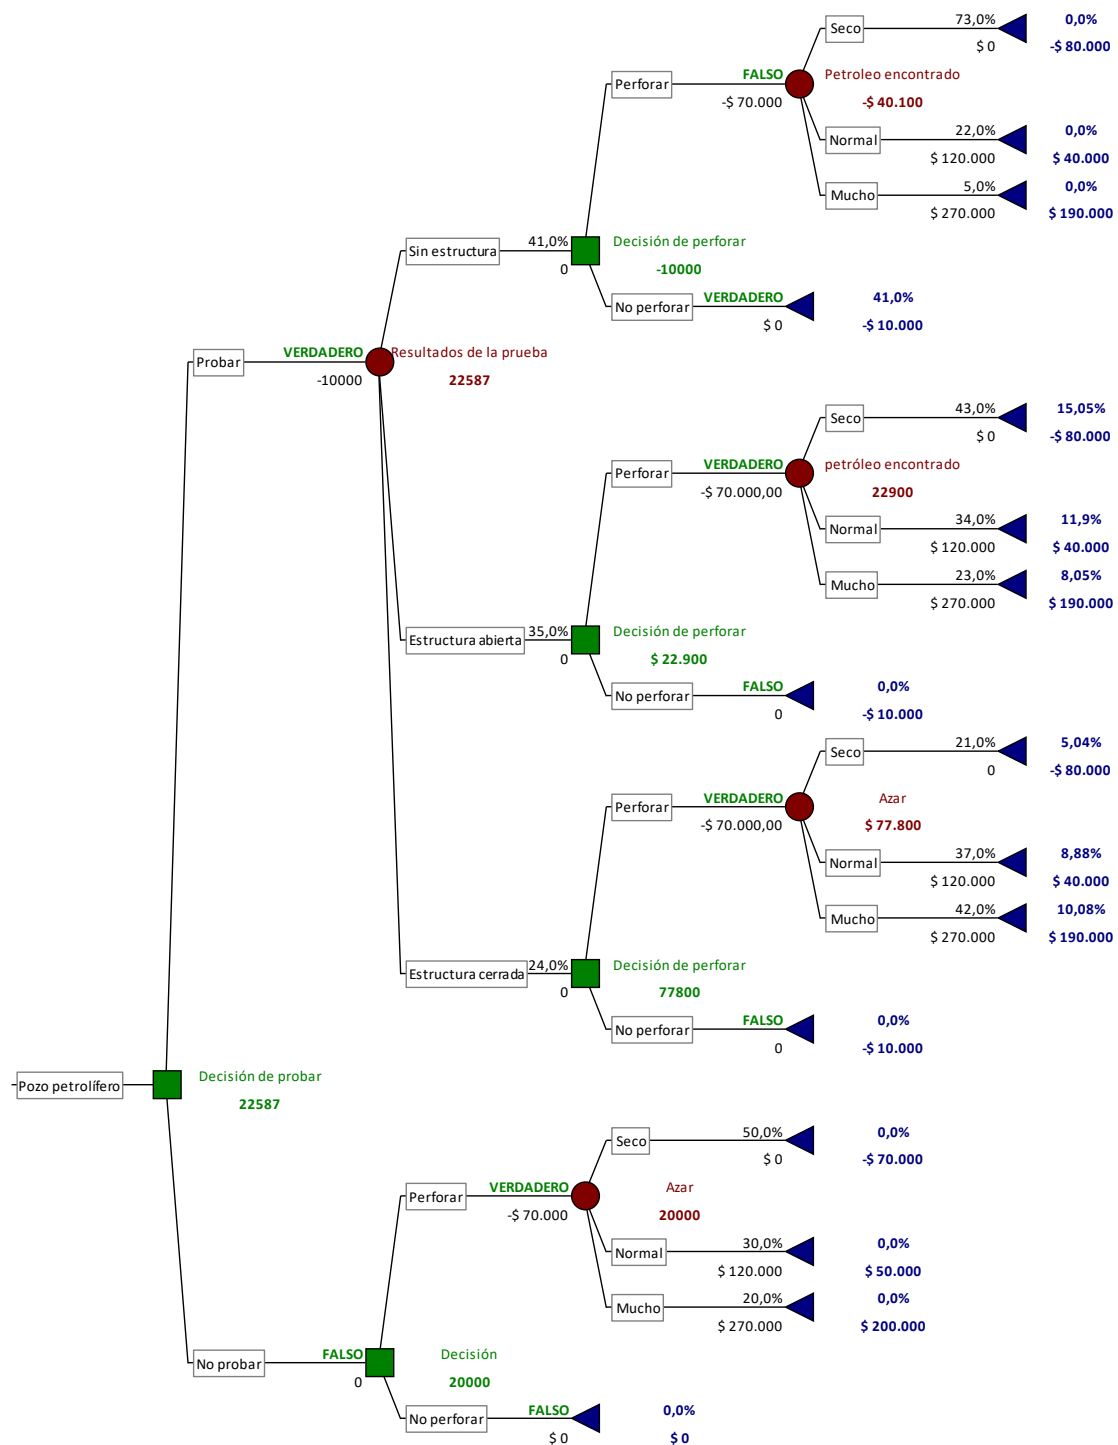 Seco
73,0%
0,0%
$ 0
-$ 80.000
Perforar
FALSO
Petroleo encontrado
-$ 70.000
-$ 40.100
Normal
22,0%
0,0%
$ 120.000
$ 40.000
Mucho
5,0%
0,0%
$ 270.000
$ 190.000
Sin estructura
41,0%
Decisión de perforar
0
-10000
No perforar
VERDADERO
41,0%
$ 0
-$ 10.000
Probar
VERDADERO
Resultados de la prueba
-10000
22587
Seco
43,0%
15,05%
$ 0
-$ 80.000
Perforar
VERDADERO
petróleo encontrado
-$ 70.000,00
22900
Normal
34,0%
11,9%
$ 120.000
$ 40.000
Mucho
23,0%
8,05%
$ 270.000
$ 190.000
Estructura abierta
35,0%
Decisión de perforar
0
$ 22.900
No perforar
FALSO
0,0%
0
-$ 10.000
Seco
21,0%
5,04%
0
-$ 80.000
Perforar
VERDADERO
Azar
-$ 70.000,00
$ 77.800
Normal
37,0%
8,88%
$ 120.000
$ 40.000
Mucho
42,0%
10,08%
$ 270.000
$ 190.000
Estructura cerrada
24,0%
Decisión de perforar
0
77800
No perforar
FALSO
0,0%
0
-$ 10.000
Pozo petrolífero
Decisión de probar
22587
Seco
50,0%
0,0%
$ 0
-$ 70.000
Perforar
VERDADERO
Azar
-$ 70.000
20000
Normal
30,0%
0,0%
$ 120.000
$ 50.000
Mucho
20,0%
0,0%
$ 270.000
$ 200.000
No probar
FALSO
Decisión
0
20000
No perforar
FALSO
0,0%
$ 0
$ 0